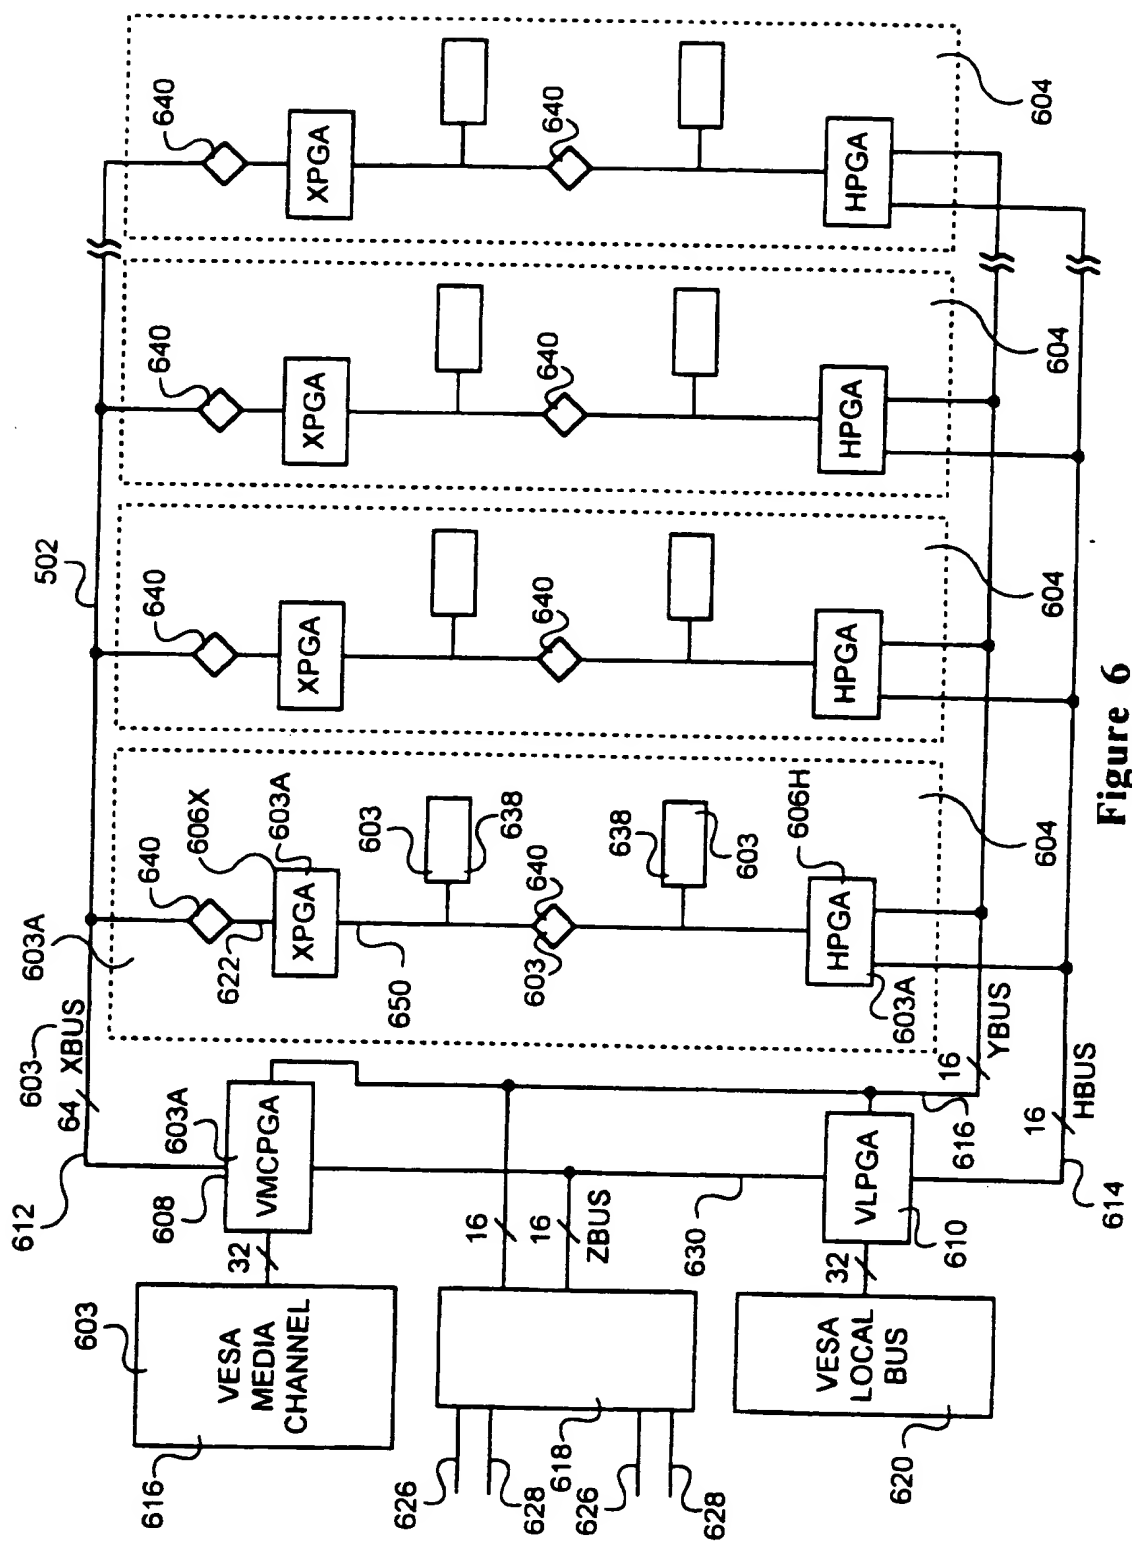 612
603
XBUS
64
603A
502
603
616
VESA
MEDIA
CHANNEL
32
608
603A
VMCPGA
640
606X
603A
622
XPGA
650
603
638
640
603
638
603
606H
HPGA
603A
604
640
XPGA
640
HPGA
604
640
XPGA
640
HPGA
604
640
XPGA
640
HPGA
604
626
628
618
626
628
16
16
ZBUS
630
VESA
LOCAL
BUS
620
32
VLPGA
610
616
16
YBUS
16
HBUS
614
Figure 6